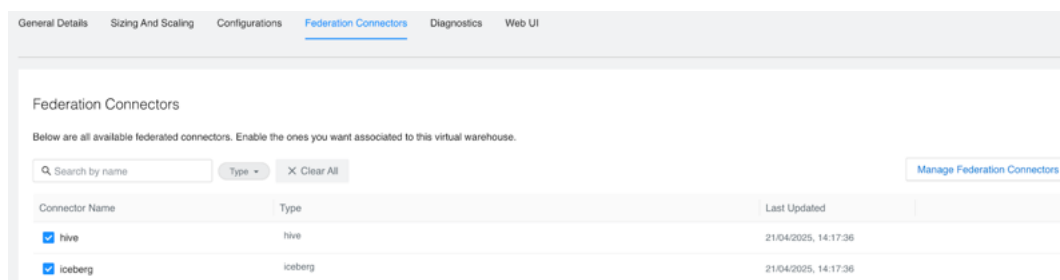 General Details Sizing And Scaling Configurations Federation Connectors Diagnostics Web UI
Federation Connectors
Below are all available federated connectors. Enable the ones you want associated to this virtual warehouse.
Search by name Type Clear All Manage Federation Connectors
Connector Name Type Last Updated
hive hive 21/04/2025, 14:17:36
iceberg iceberg 21/04/2025, 14:17:36